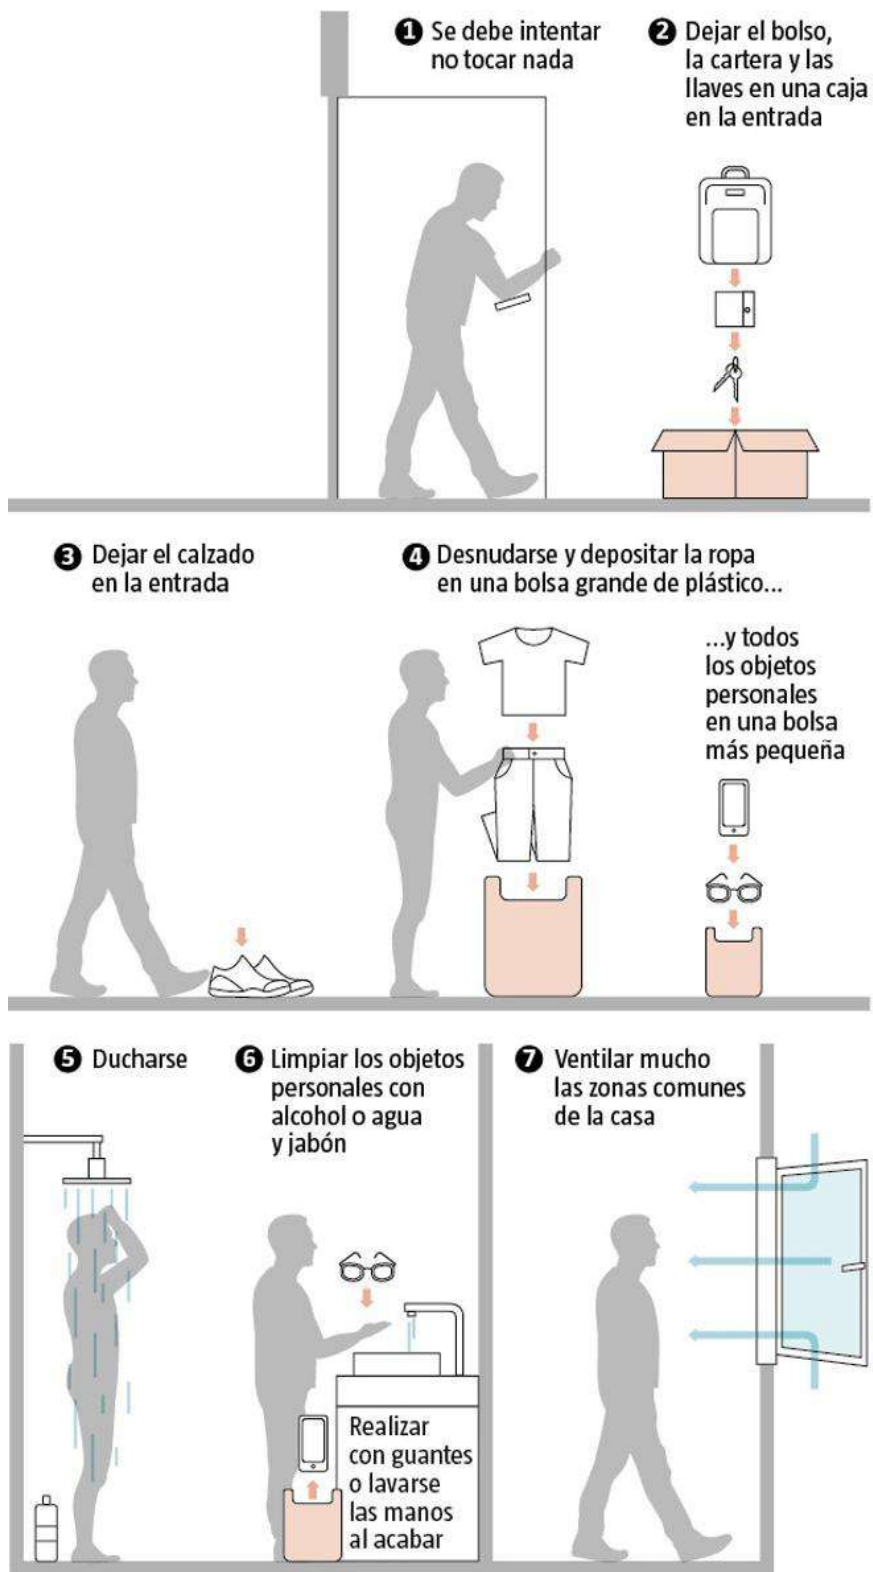 1 Se debe intentar
no tocar nada
2 Dejar el bolso,
la cartera y las
llaves en una caja
en la entrada
3 Dejar el calzado
en la entrada
4 Desnudarse y depositar la ropa
en una bolsa grande de plástico...
...y todos
los objetos
personales
en una bolsa
más pequeña
5 Ducharse
6 Limpiar los objetos
personales con
alcohol o agua
y jabón
Realizar
con guantes
o lavarse
las manos
al acabar
7 Ventilar mucho
las zonas comunes
de la casa